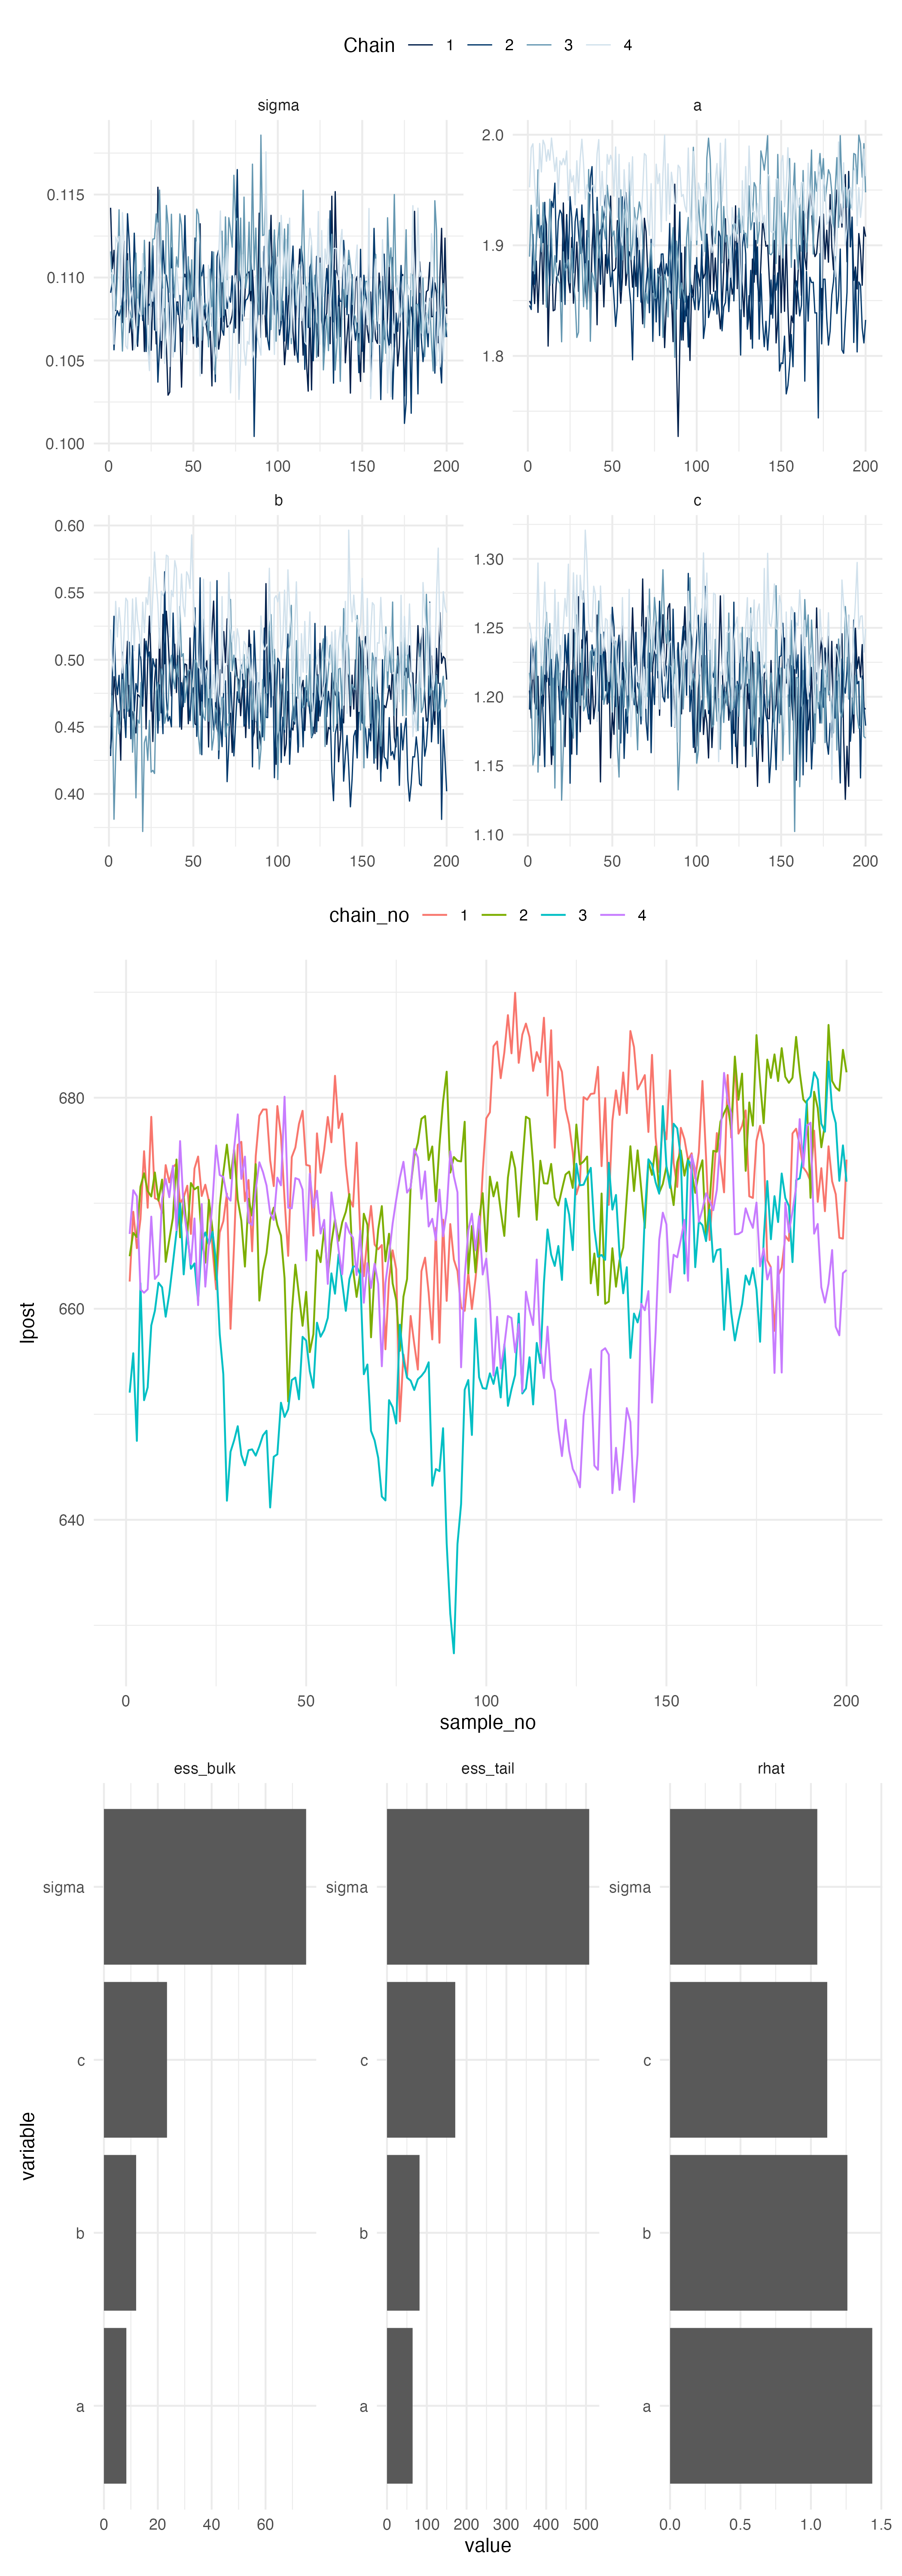 Chain 1 2 3 4
sigma a
0.115
0.110
0.105
0.100
0 50 100 150 200
2.0
1.9
1.8
0 50 100 150 200
b c
0.60
0.55
0.50
0.45
0.40
0 50 100 150 200
1.30
1.25
1.20
1.15
1.10
0 50 100 150 200
chain_no 1 2 3 4
lpost
680
660
640
0 50 100 150 200
sample_no
ess_bulk ess_tail rhat
variable
sigma sigma sigma
c c c
b b b
a a a
0 20 40 60 0 100 200 300 400 500 0.0 0.5 1.0 1.5
value